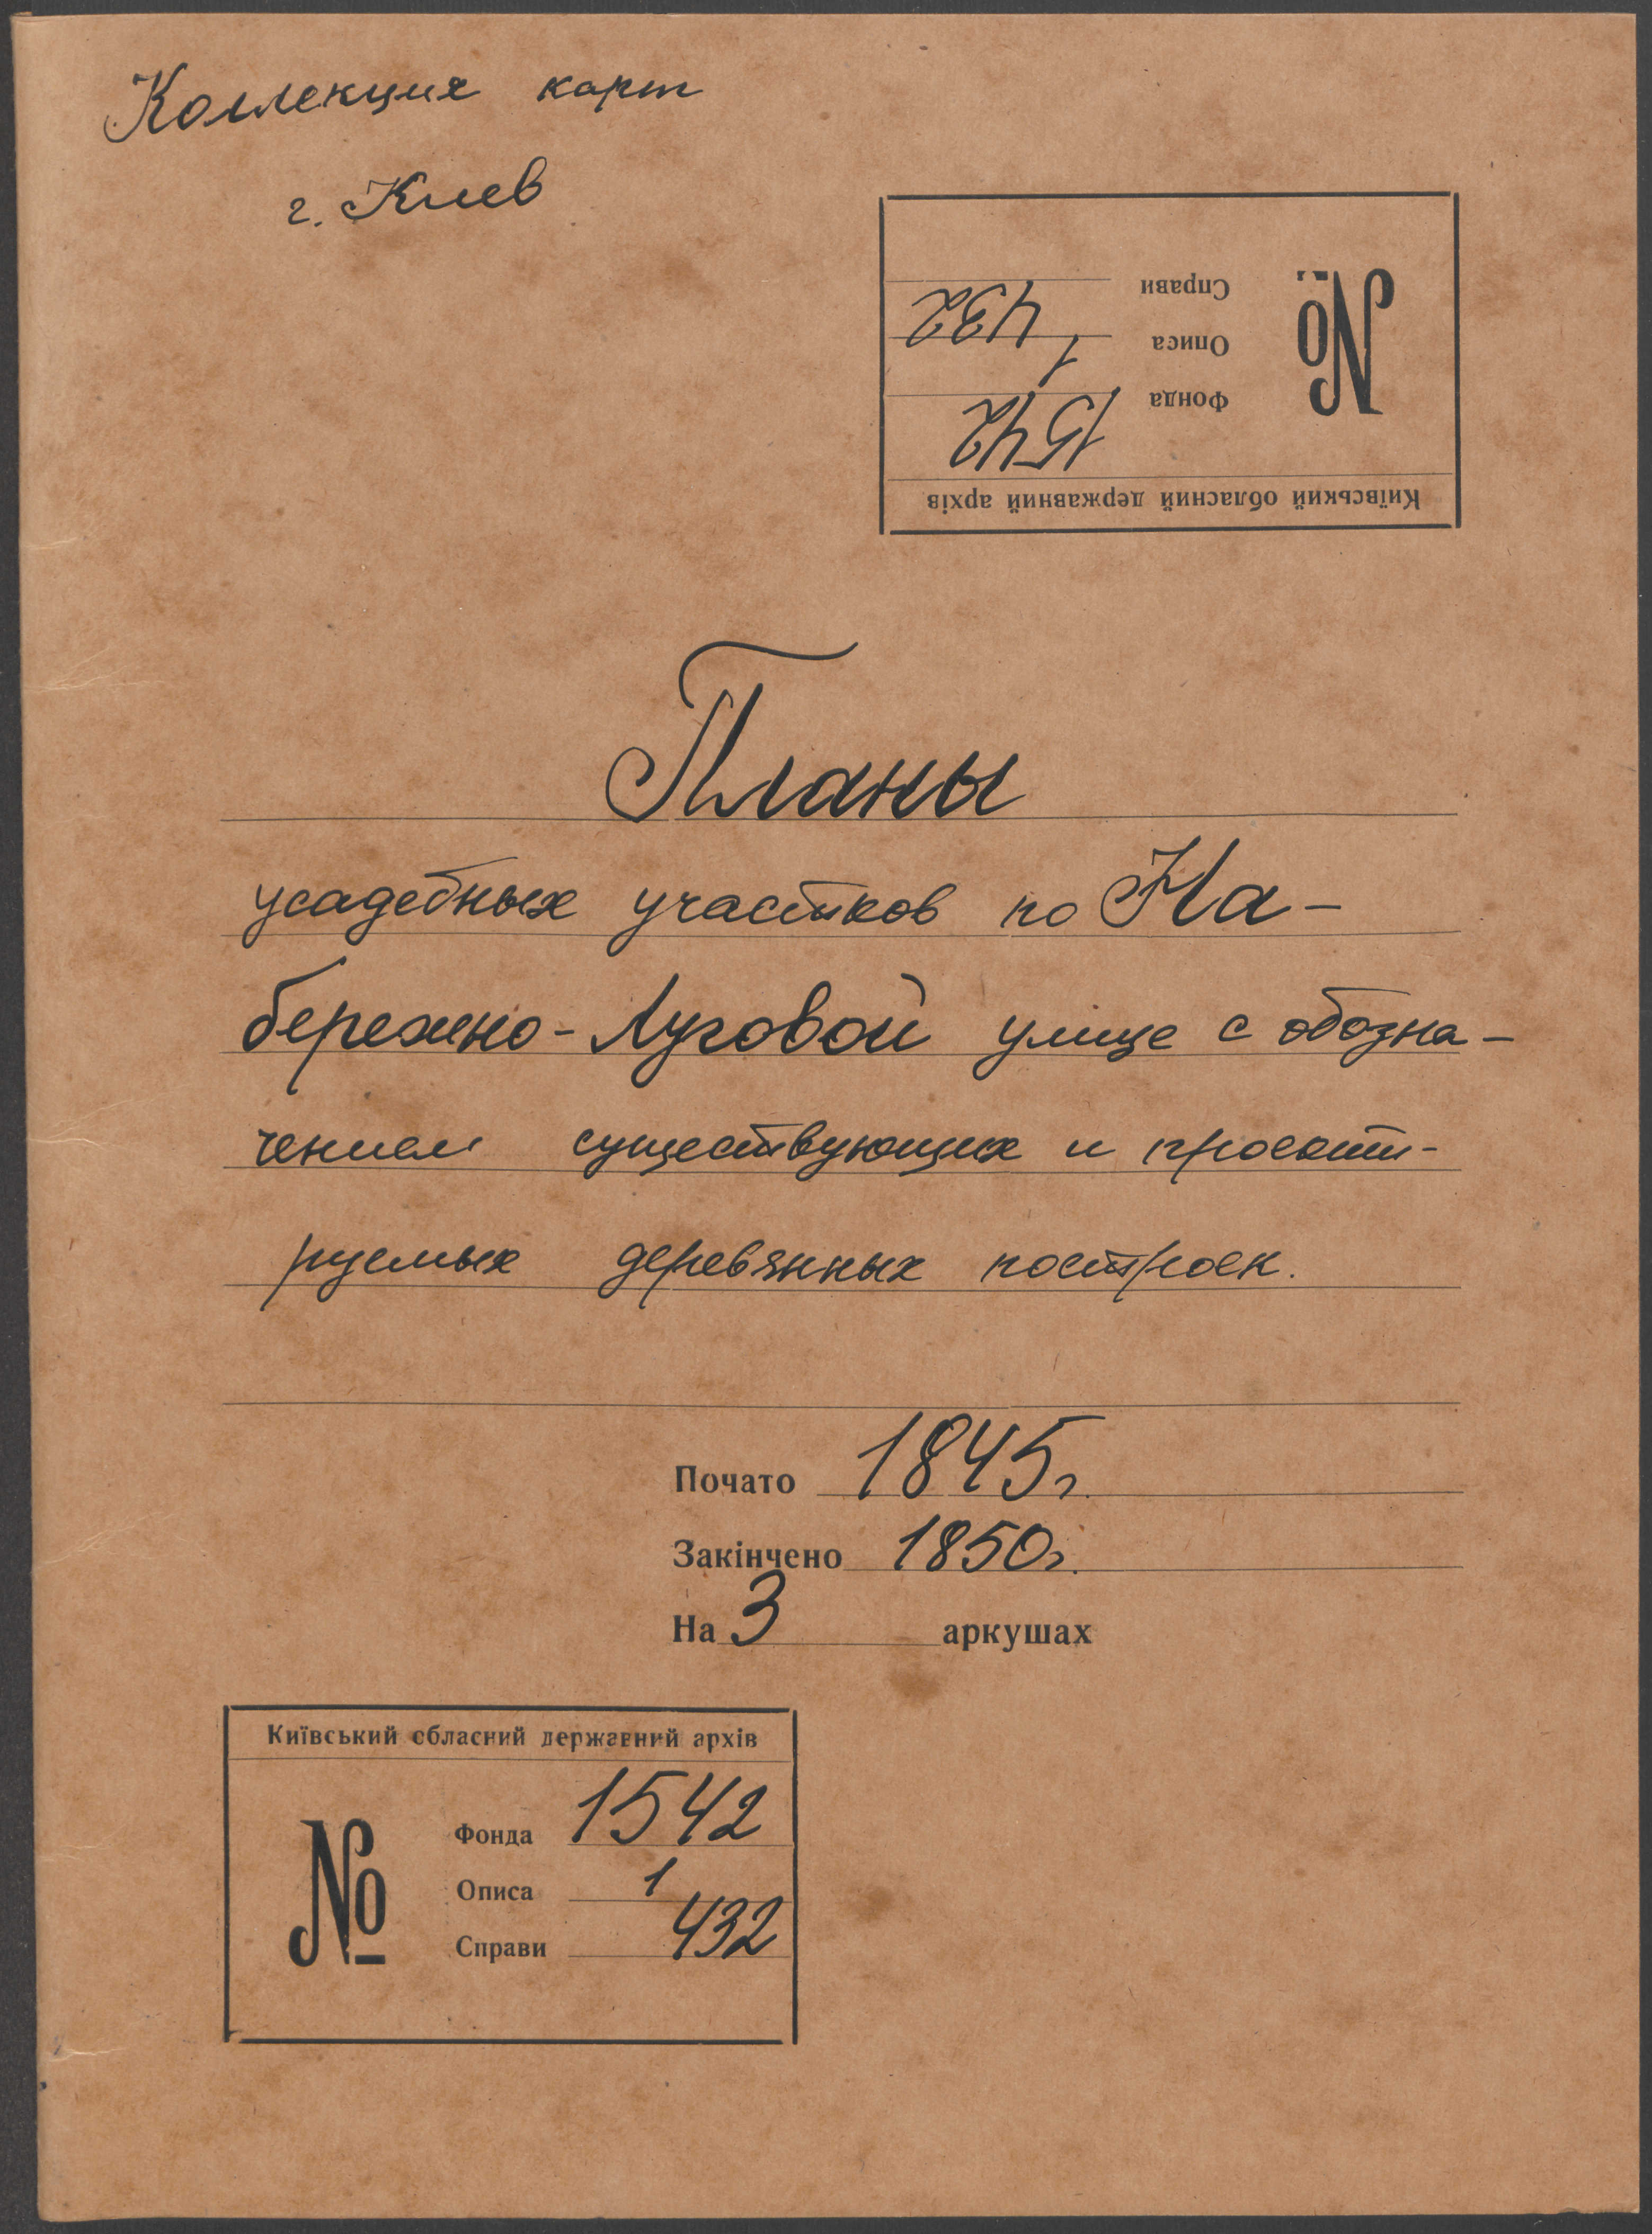 Коллекция карт
г. Киев
Київський обласний державний архів
№
Фонда 1542
Описа 1
Справи 432
Планы
усадебных участков по На-
бережно-Луговой улице с обозна-
чением существующих и проекти-
руемых деревянных построек.
Почато 1845г.
Закінчено 1850г.
На 3 аркушах
Київський обласний державний архів
№
Фонда 1542
Описа 1
Справи 432